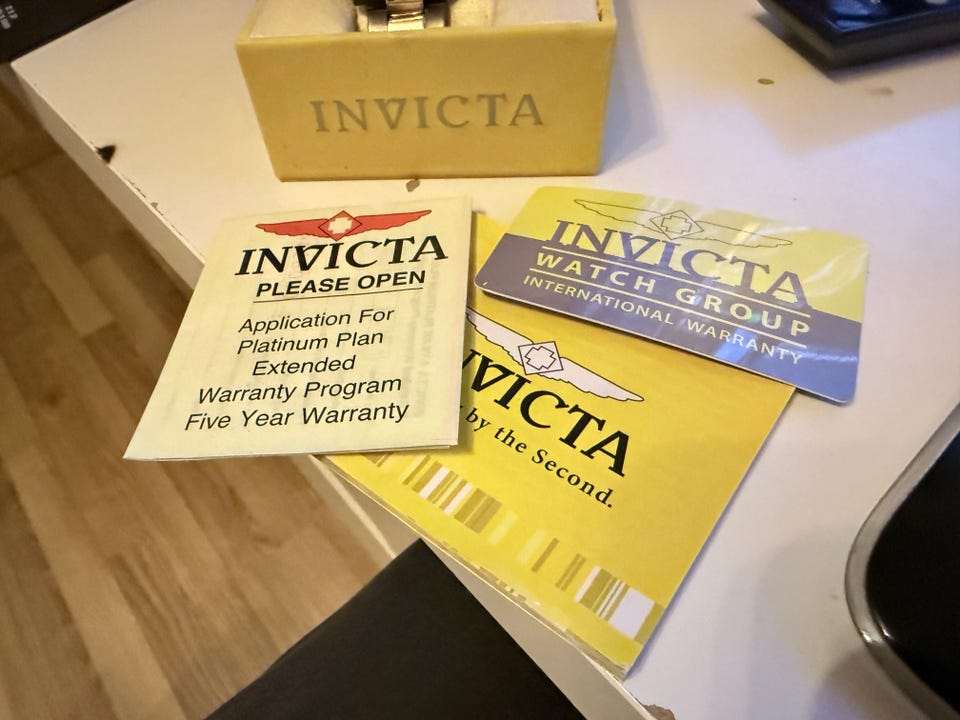 INVICTA
INVICTA
PLEASE OPEN
Application For
Platinum Plan
Extended
Warranty Program
Five Year Warranty
INVICTA
WATCH GROUP
INTERNATIONAL WARRANTY
NVICTA
by the Second.